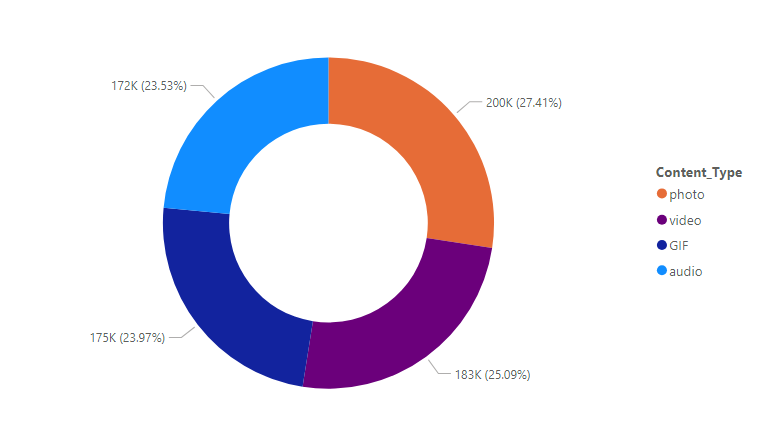 172K (23.53%)
200K (27.41%)
Content_Type
photo
video
GIF
audio
175K (23.97%)
183K (25.09%)